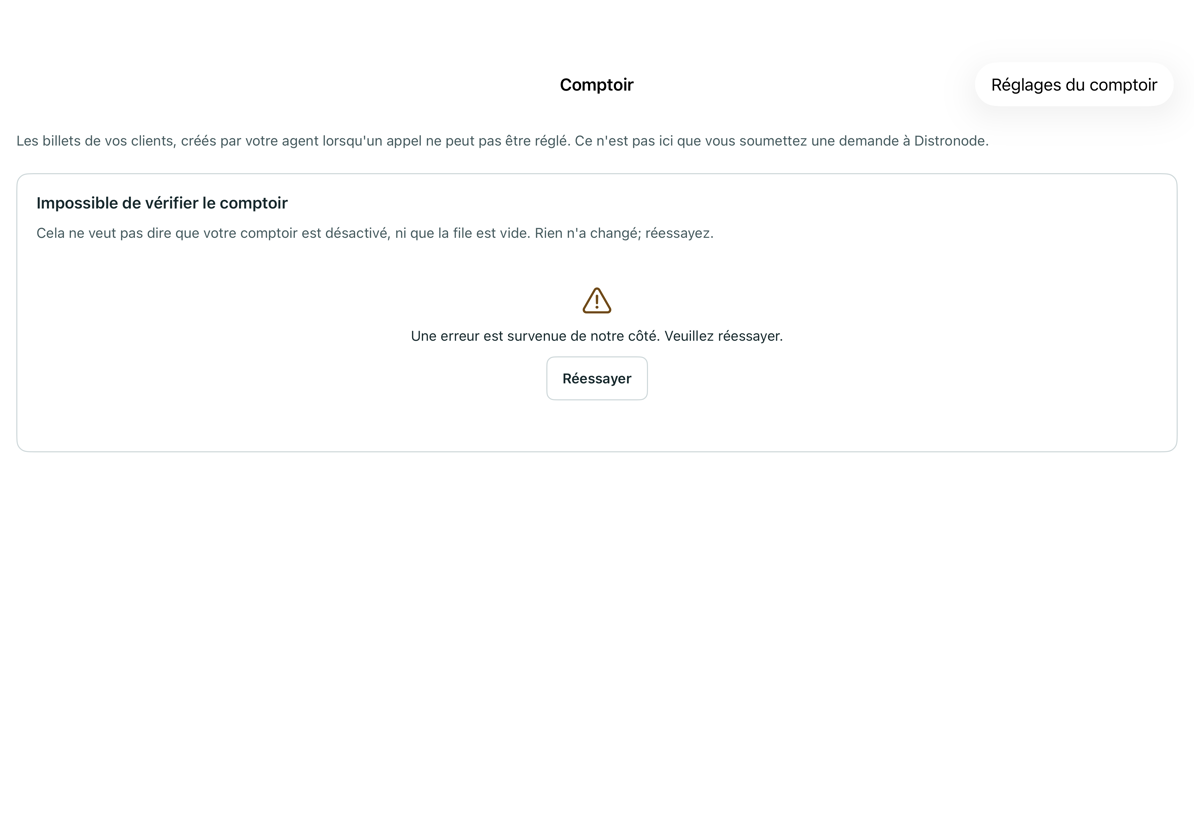 Comptoir
Réglages du comptoir
Les billets de vos clients, créés par votre agent lorsqu'un appel ne peut pas être réglé. Ce n'est pas ici que vous soumettez une demande à Distronode.
Impossible de vérifier le comptoir
Cela ne veut pas dire que votre comptoir est désactivé, ni que la file est vide. Rien n'a changé; réessayez.
Une erreur est survenue de notre côté. Veuillez réessayer.
Réessayer